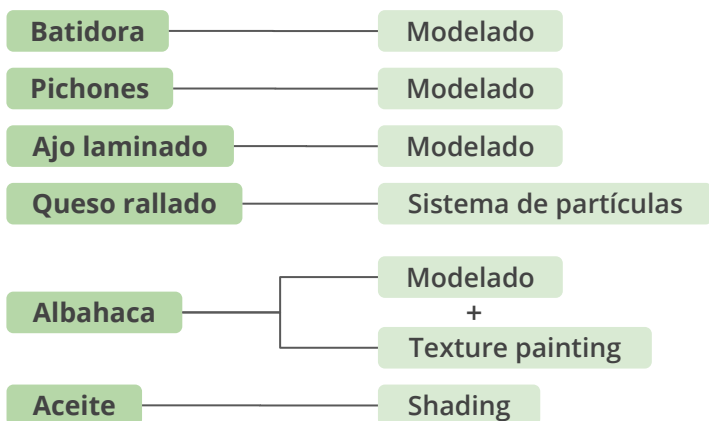 Batidora Modelado
Pichones Modelado
Ajo laminado Modelado
Queso rallado Sistema de partículas
Modelado
Albahaca +
Texture painting
Aceite Shading